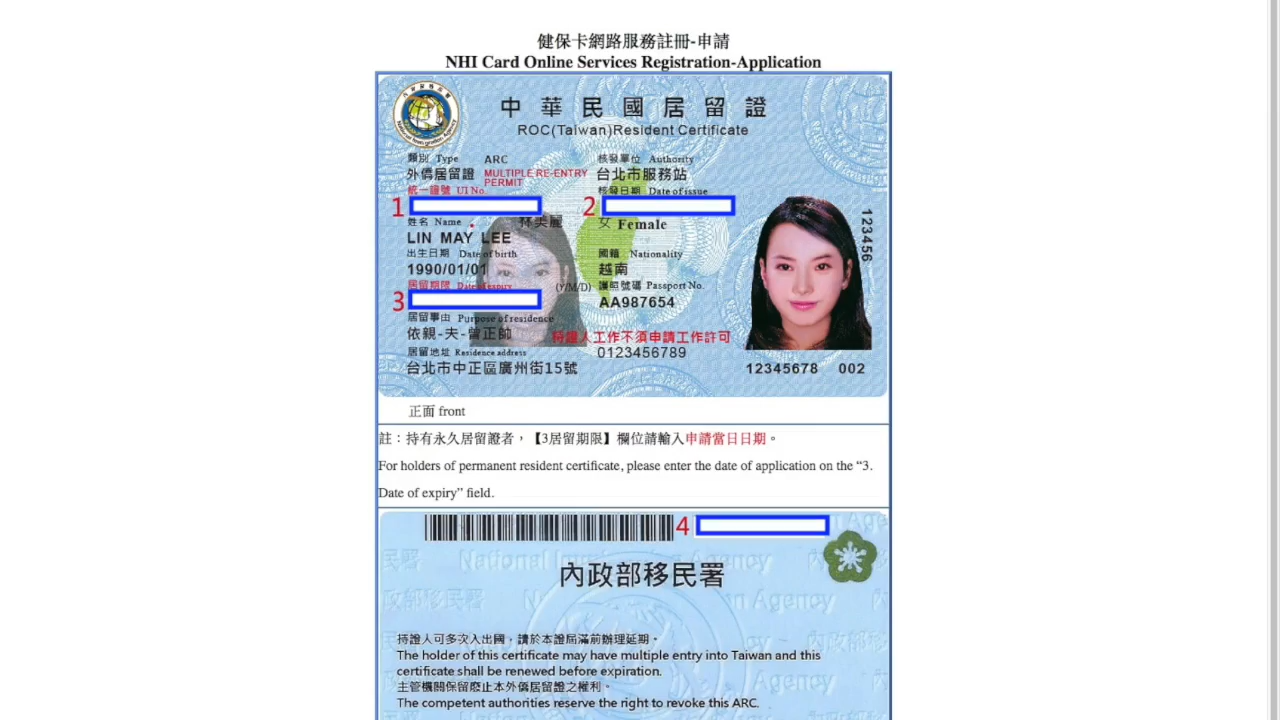 健保卡網路服務註冊-申請
NHI Card Online Services Registration-Application
中華民國居留證
ROC(Taiwan)Resident Certificate
類別 Type ARC 核發單位 Authority
外僑居留證 MULTIPLE RE-ENTRY PERMIT 台北市服務站
統一證號 UI No. 核發日期 Date of issue
1 2
姓名 Name 林美麗 女 Female
LIN MAY LEE
出生日期 Date of birth 國籍 Nationality
1990/01/01 越南
居留期限 Date of expiry (Y/M/D) 護照號碼 Passport No.
3 AA987654
居留事由 Purpose of residence
依親-夫-曾正帥 持證人工作不須申請工作許可
居留地址 Residence address 0123456789
台北市中正區廣州街15號 12345678 002
123456
正面 front
註：持有永久居留證者，【3居留期限】欄位請輸入申請當日日期。
For holders of permanent resident certificate, please enter the date of application on the “3.
Date of expiry” field.
4
National Immigration Agency
內政部移民署
持證人可多次入出國，請於本證屆滿前辦理延期。
The holder of this certificate may have multiple entry into Taiwan and this
certificate shall be renewed before expiration.
主管機關保留廢止本外僑居留證之權利。
The competent authorities reserve the right to revoke this ARC.